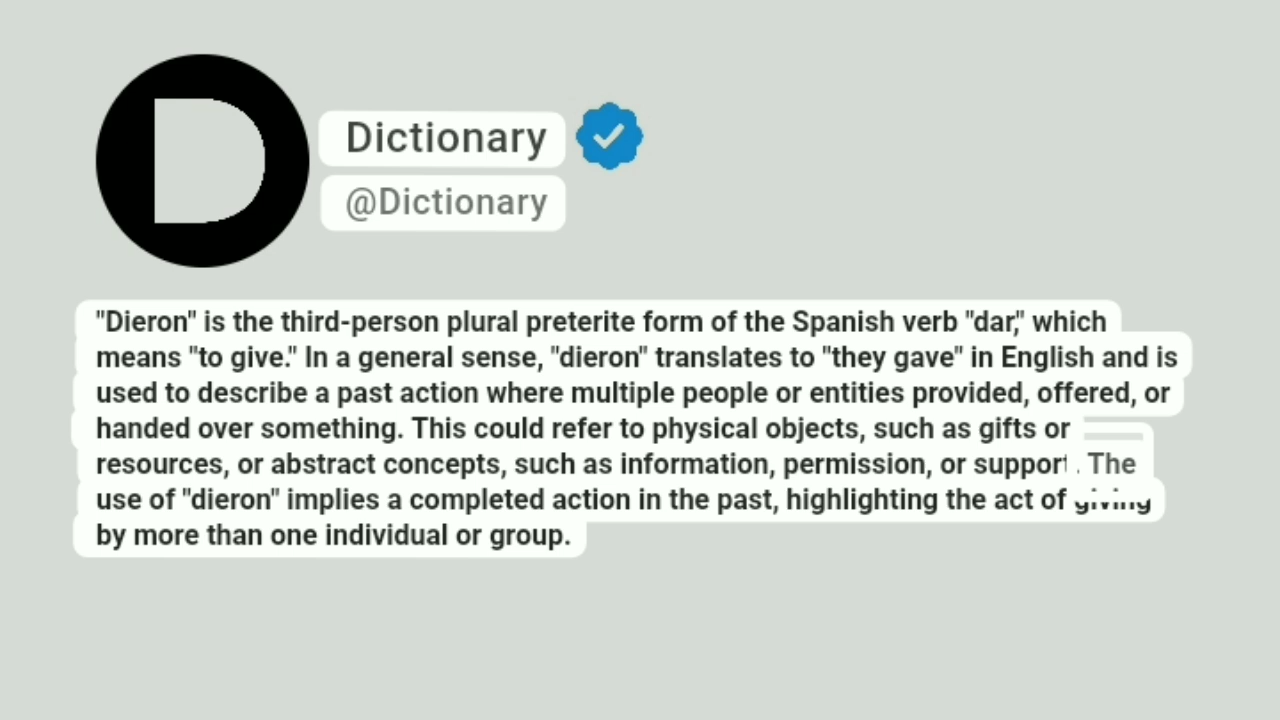 D
Dictionary
@Dictionary
"Dieron" is the third-person plural preterite form of the Spanish verb "dar," which
means "to give." In a general sense, "dieron" translates to "they gave" in English and is
used to describe a past action where multiple people or entities provided, offered, or
handed over something. This could refer to physical objects, such as gifts or
resources, or abstract concepts, such as information, permission, or support. The
use of "dieron" implies a completed action in the past, highlighting the act of giving
by more than one individual or group.